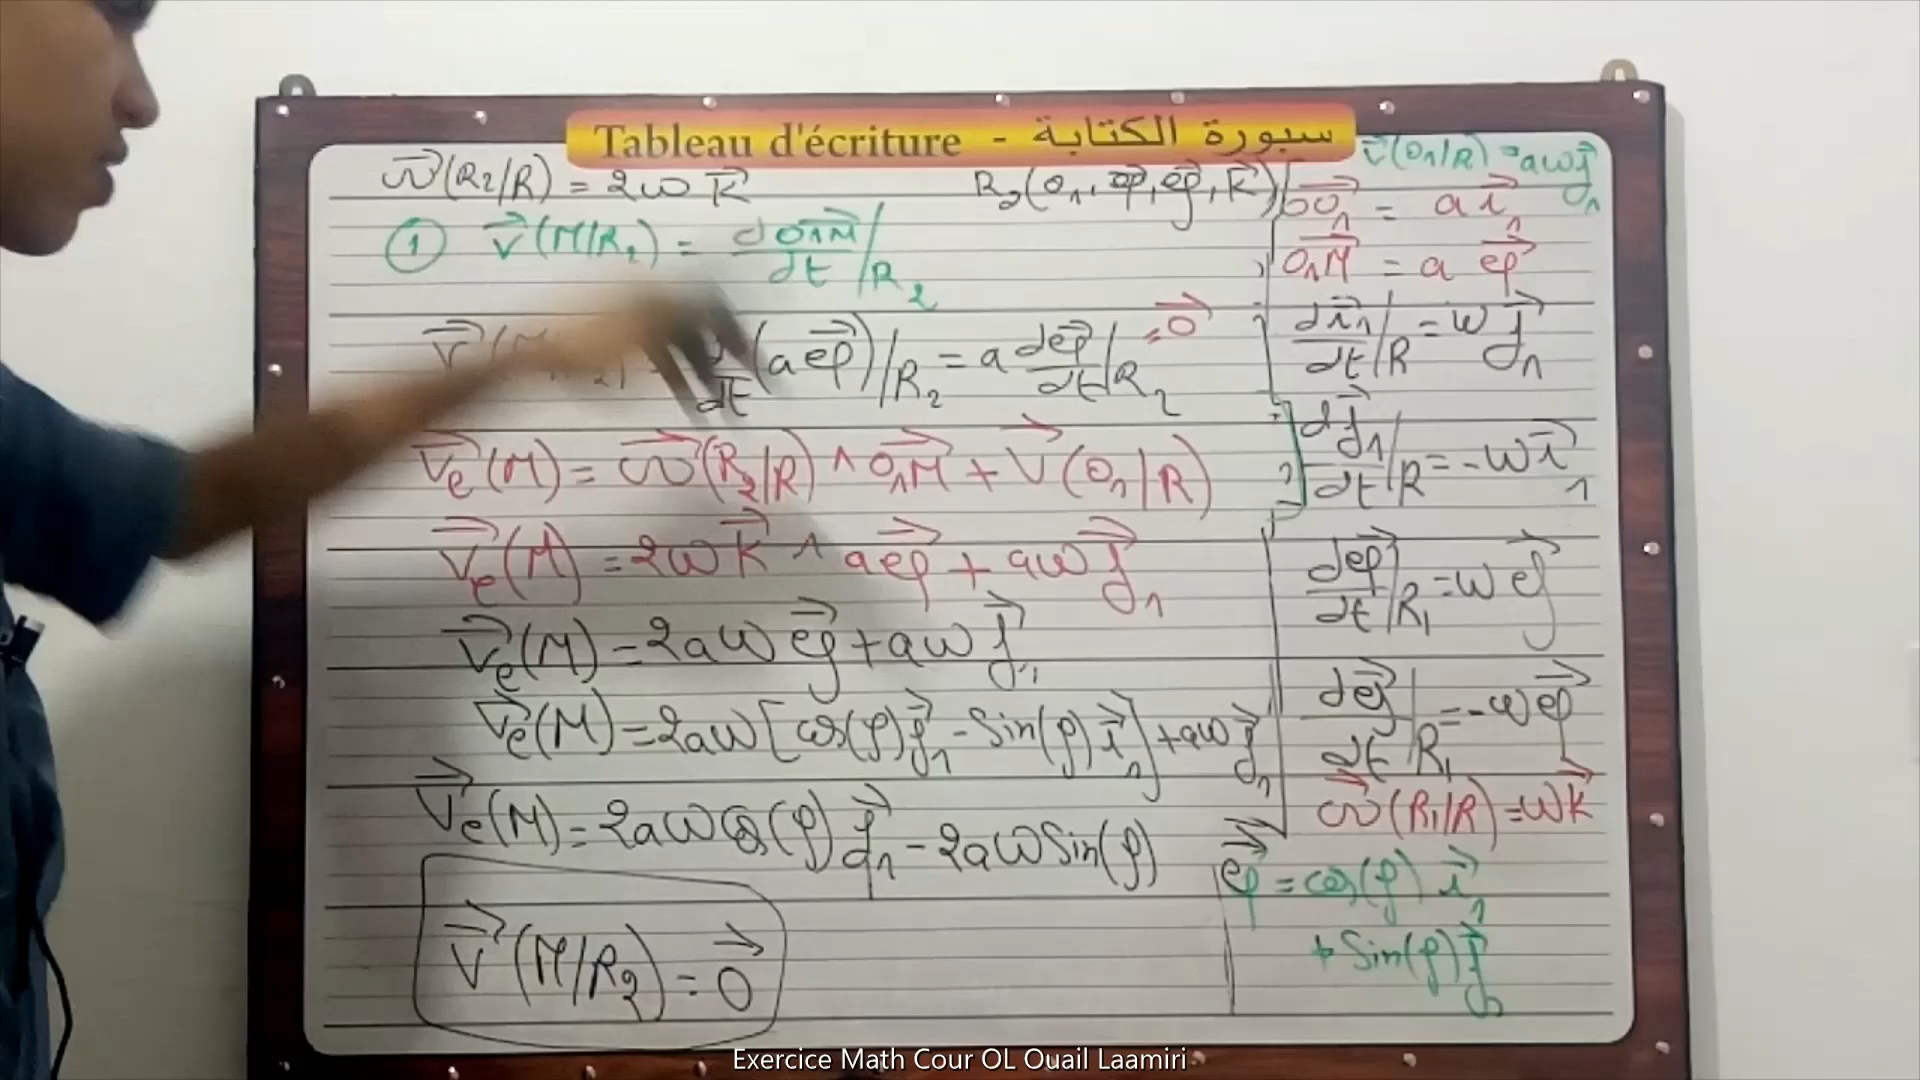 Tableau d'écriture - سبورة الكتابة
ω⃗(R₂/R) = 2ω k⃗
R₂(O₁, eρ⃗, eφ⃗, k⃗)
① V⃗(M/R₂) = dO₁M⃗/dt /R₂
d/dt (a eρ⃗)/R₂ = a deρ⃗/dt /R₂ = 0⃗
Vₑ⃗(M) = ω⃗(R₂/R) ∧ O₁M⃗ + V⃗(O₁/R)
Vₑ⃗(M) = 2ω k⃗ ∧ a eρ⃗ + aω j₁⃗
Vₑ⃗(M) = 2aω eφ⃗ + aω j₁⃗
Vₑ⃗(M) = 2aω[cos(φ) j₁⃗ - Sin(φ) i₁⃗] + aω j₁⃗
Vₑ⃗(M) = 2aω Cos(φ) j₁⃗ - 2aω Sin(φ)
V⃗(M/R₂) = 0⃗
V⃗(O₁/R) = aω j₁⃗
OO₁⃗ = a i₁⃗
O₁M⃗ = a eρ⃗
di₁⃗/dt /R = ω j₁⃗
dj₁⃗/dt /R = -ω i₁⃗
deρ⃗/dt /R₁ = ω eφ⃗
deφ⃗/dt /R₁ = -ω eρ⃗
ω⃗(R₁/R) = ω k⃗
eρ⃗ = cos(φ) i₁⃗
+ Sin(φ) j₁⃗
Exercice Math Cour OL Ouail Laamiri